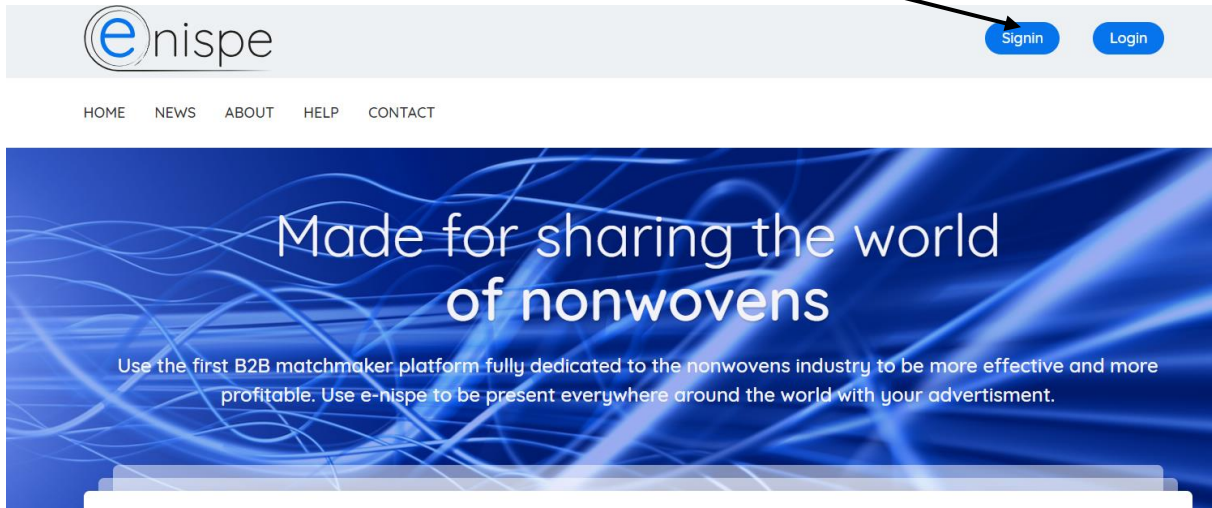 enispe
Signin Login
HOME NEWS ABOUT HELP CONTACT
Made for sharing the world
of nonwovens
Use the first B2B matchmaker platform fully dedicated to the nonwovens industry to be more effective and more
profitable. Use e-nispe to be present everywhere around the world with your advertisment.